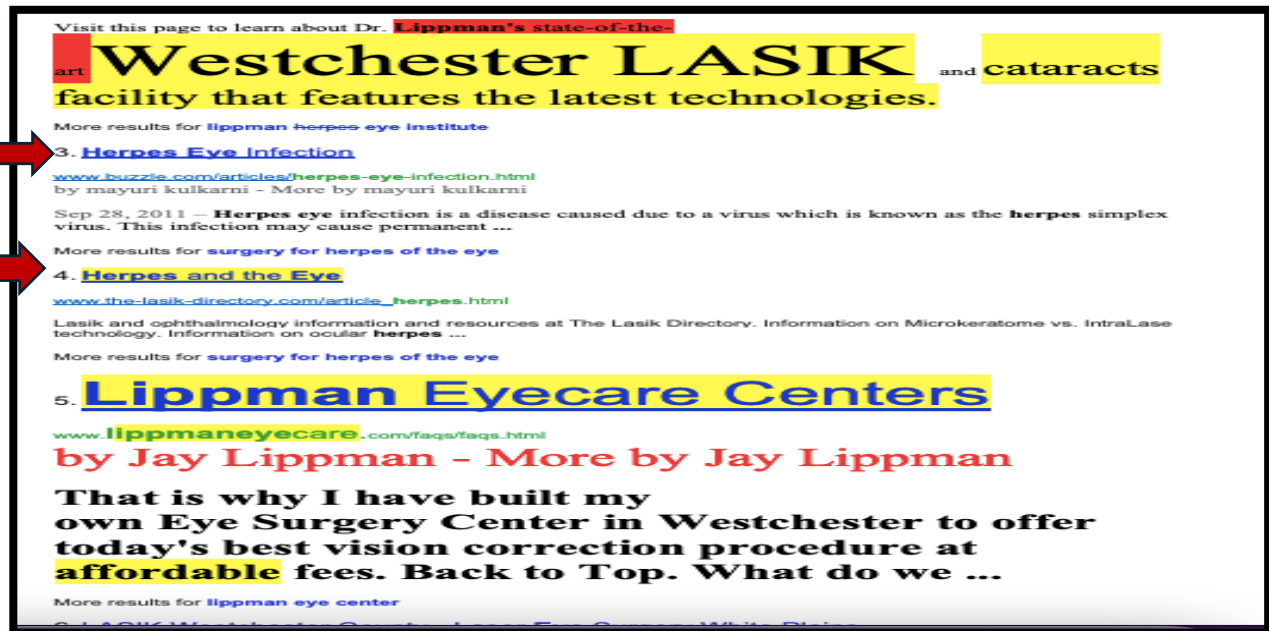 Visit this page to learn about Dr. Lippman's state-of-the-
art Westchester LASIK and cataracts
facility that features the latest technologies.
More results for lippman herpes eye institute
3. Herpes Eye Infection
www.buzzle.com/articles/herpes-eye-infection.html
by mayuri kulkarni - More by mayuri kulkarni
Sep 28, 2011 – Herpes eye infection is a disease caused due to a virus which is known as the herpes simplex
virus. This infection may cause permanent ...
More results for surgery for herpes of the eye
4. Herpes and the Eye
www.the-lasik-directory.com/article_herpes.html
Lasik and ophthalmology information and resources at The Lasik Directory. Information on Microkeratome vs. IntraLase
technology. Information on ocular herpes ...
More results for surgery for herpes of the eye
5. Lippman Eyecare Centers
www.lippmaneyecare.com/faqs/faqs.html
by Jay Lippman - More by Jay Lippman
That is why I have built my
own Eye Surgery Center in Westchester to offer
today's best vision correction procedure at
affordable fees. Back to Top. What do we ...
More results for lippman eye center